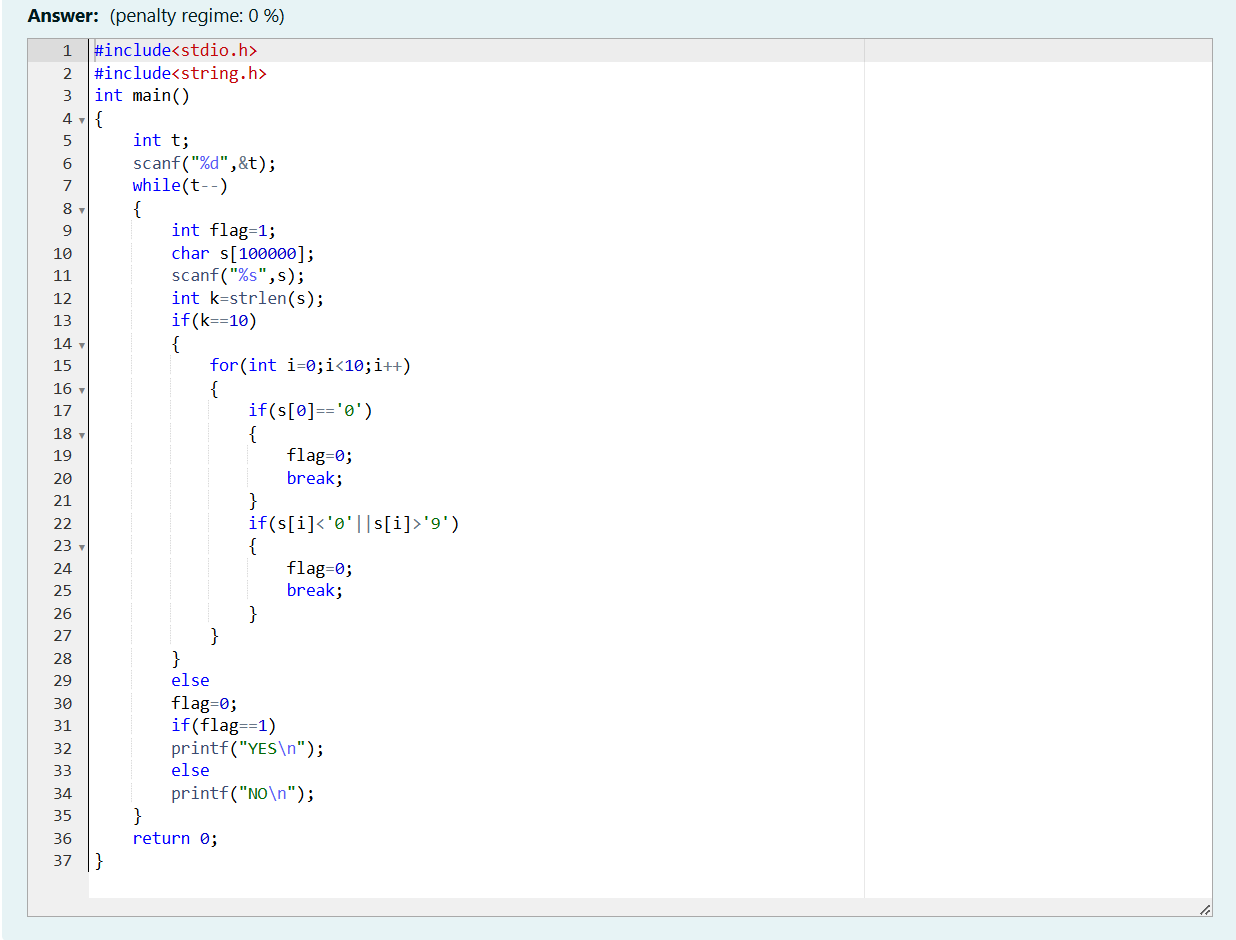 Answer: (penalty regime: 0 %)
1 #include<stdio.h>
2 #include<string.h>
3 int main()
4 {
5     int t;
6     scanf("%d",&t);
7     while(t--)
8     {
9         int flag=1;
10         char s[100000];
11         scanf("%s",s);
12         int k=strlen(s);
13         if(k==10)
14         {
15             for(int i=0;i<10;i++)
16             {
17                 if(s[0]=='0')
18                 {
19                     flag=0;
20                     break;
21                 }
22                 if(s[i]<'0'||s[i]>'9')
23                 {
24                     flag=0;
25                     break;
26                 }
27             }
28         }
29         else
30         flag=0;
31         if(flag==1)
32         printf("YES\n");
33         else
34         printf("NO\n");
35     }
36     return 0;
37 }